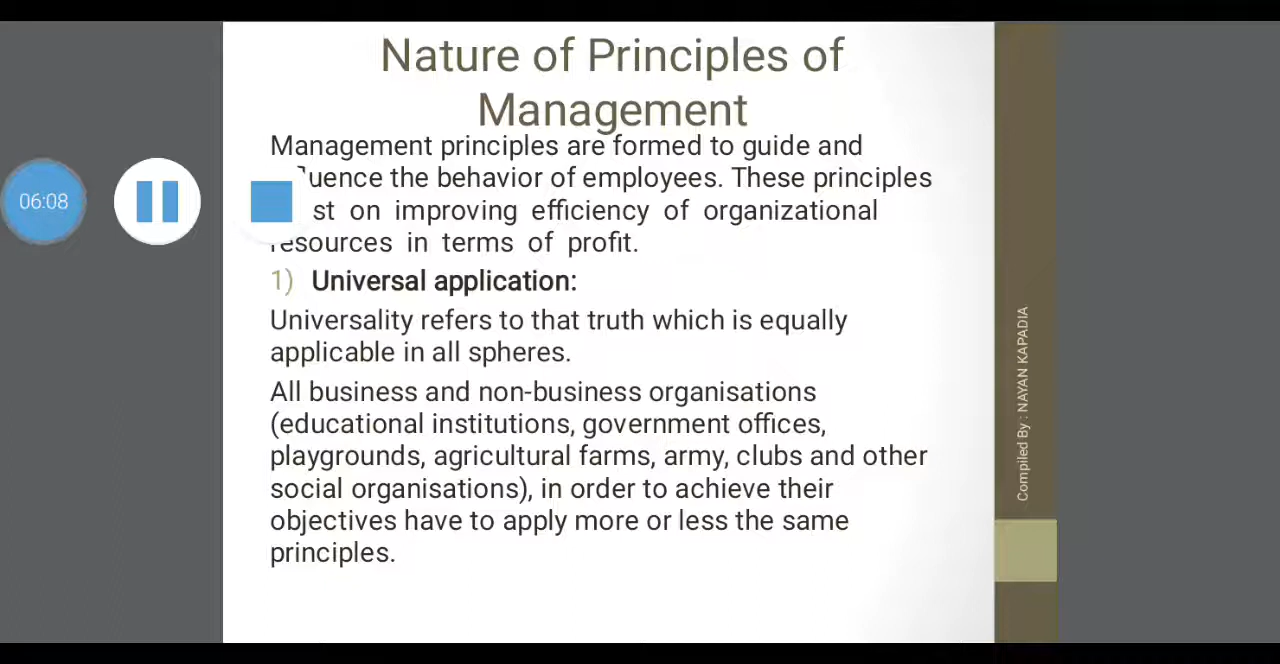 Nature of Principles of
Management
Management principles are formed to guide and
the behavior of employees. These principles
on improving efficiency of organizational
resources in terms of profit.
1) Universal application:
Universality refers to that truth which is equally
applicable in all spheres.
All business and non-business organisations
(educational institutions, government offices,
playgrounds, agricultural farms, army, clubs and other
social organisations), in order to achieve their
objectives have to apply more or less the same
principles.
06:08
Compiled By : NAYAN KAPADIA